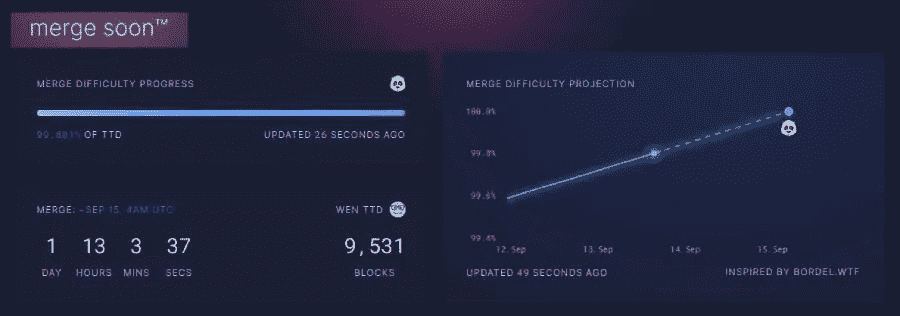 merge soon™
MERGE DIFFICULTY PROGRESS
99.801% OF TTD
UPDATED 26 SECONDS AGO
MERGE: ~SEP 15, 4AM UTC
WEN TTD
1 13 3 37
DAY HOURS MINS SECS
9,531
BLOCKS
MERGE DIFFICULTY PROJECTION
100.0%
99.8%
99.6%
99.4%
12.Sep 13.Sep 14.Sep 15.Sep
UPDATED 49 SECONDS AGO
INSPIRED BY BORDEL.WTF